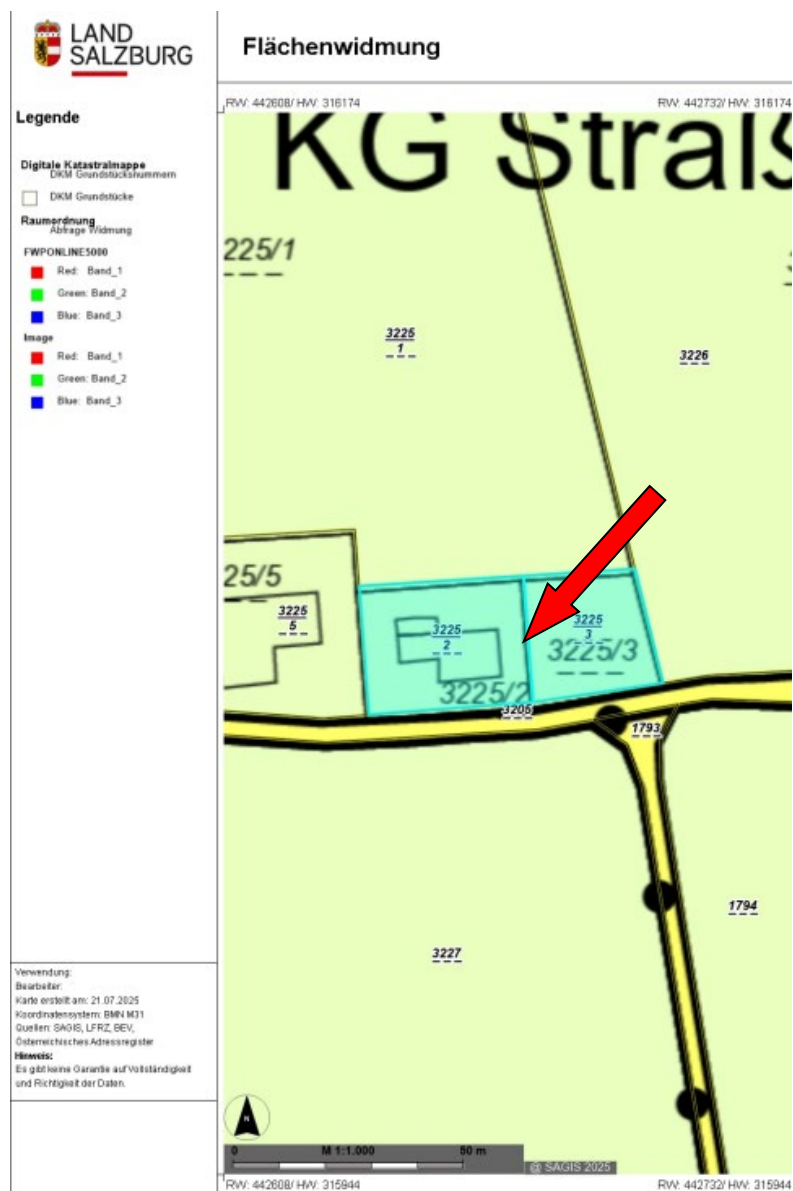 LAND
SALZBURG
Flächenwidmung
Legende
Digitale Katastralmappe
DKM Grundstücksnummern
DKM Grundstücke
Raumordnung
Abfrage Widmung
FWPONLINE5000
Red: Band_1
Green: Band_2
Blue: Band_3
Image
Red: Band_1
Green: Band_2
Blue: Band_3
RW: 442608/ HW: 316174
RW: 442732/ HW: 316174
KG Straß
225/1
3225
1
3226
25/5
3225
5
3225
2
3225/2
3225
3
3225/3
3205
1793
1794
3227
Verwendung:
Bearbeiter:
Karte erstellt am: 21.07.2025
Koordinatensystem: BMN M31
Quellen: SAGIS, LFRZ, BEV,
Österreichisches Adressregister
Hinweis:
Es gibt keine Garantie auf Vollständigkeit
und Richtigkeit der Daten.
N
0 M 1:1.000 50 m
@ SAGIS 2025
RW: 442608/ HW: 315944
RW: 442732/ HW: 315944